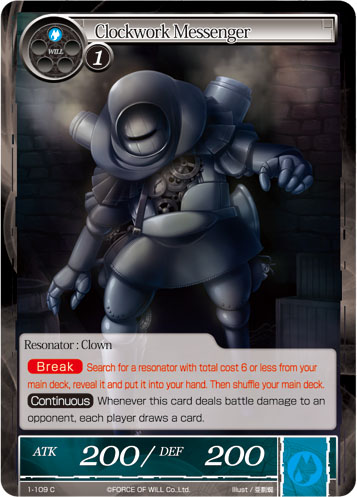 Clockwork Messenger
WILL
1
Resonator : Clown
Break Search for a resonator with total cost 6 or less from your
main deck, reveal it and put it into your hand. Then shuffle your main deck.
Continuous Whenever this card deals battle damage to an
opponent, each player draws a card.
ATK 200 / DEF 200
1-109 C ©FORCE OF WILL Co.,Ltd. Illust /